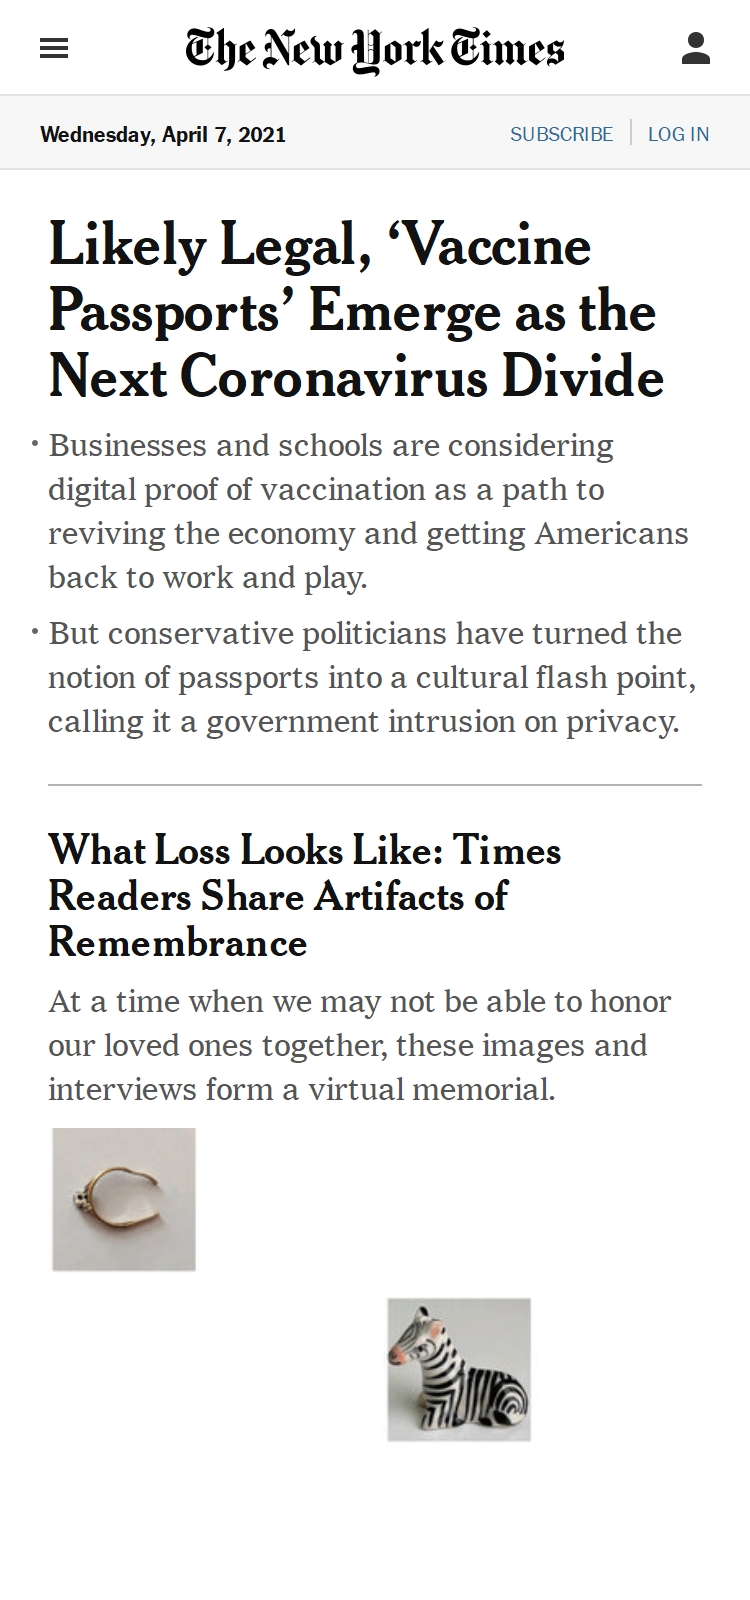 The New York Times
Wednesday, April 7, 2021
SUBSCRIBE
LOG IN
Likely Legal, ‘Vaccine
Passports’ Emerge as the
Next Coronavirus Divide
• Businesses and schools are considering
digital proof of vaccination as a path to
reviving the economy and getting Americans
back to work and play.
• But conservative politicians have turned the
notion of passports into a cultural flash point,
calling it a government intrusion on privacy.
What Loss Looks Like: Times
Readers Share Artifacts of
Remembrance
At a time when we may not be able to honor
our loved ones together, these images and
interviews form a virtual memorial.